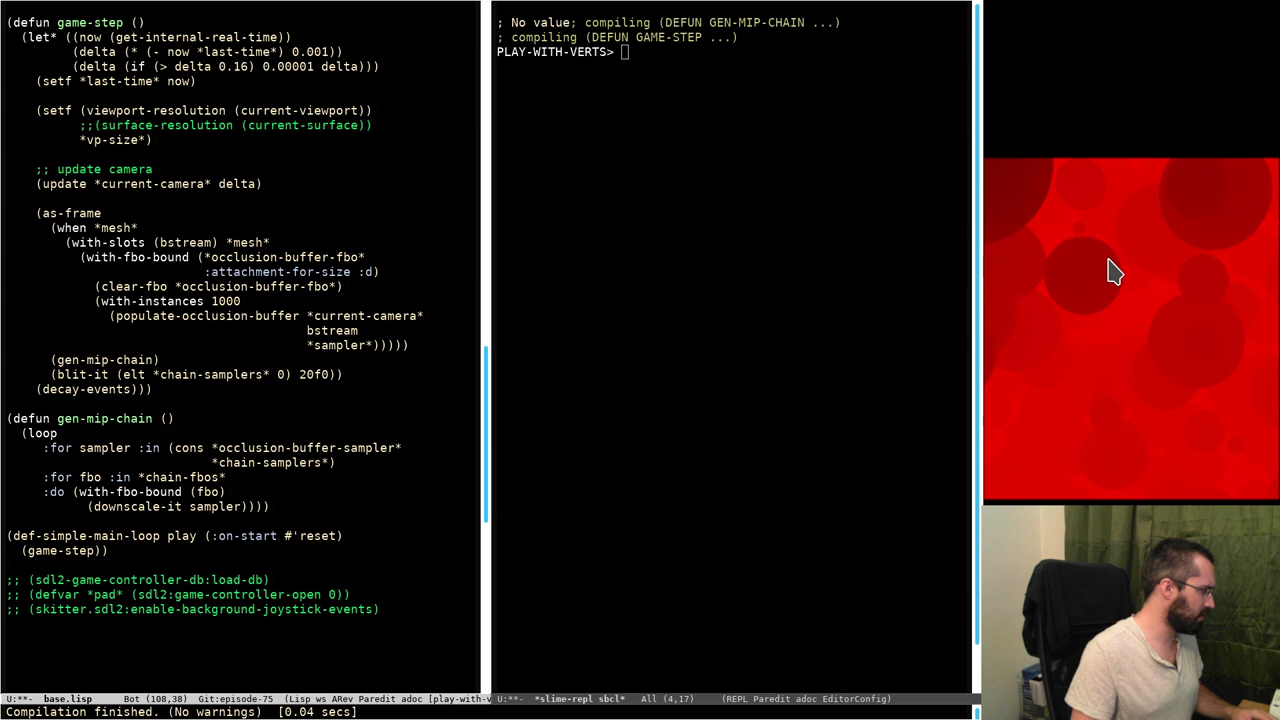 (defun game-step ()
  (let* ((now (get-internal-real-time))
         (delta (* (- now *last-time*) 0.001))
         (delta (if (> delta 0.16) 0.00001 delta)))
    (setf *last-time* now)
    (setf (viewport-resolution (current-viewport))
          ;;(surface-resolution (current-surface))
          *vp-size*)
    ;; update camera
    (update *current-camera* delta)
    (as-frame
      (when *mesh*
        (with-slots (bstream) *mesh*
          (with-fbo-bound (*occlusion-buffer-fbo*
                           :attachment-for-size :d)
            (clear-fbo *occlusion-buffer-fbo*)
            (with-instances 1000
              (populate-occlusion-buffer *current-camera*
                                         bstream
                                         *sampler*)))))
      (gen-mip-chain)
      (blit-it (elt *chain-samplers* 0) 20f0))
    (decay-events)))
(defun gen-mip-chain ()
  (loop
     :for sampler :in (cons *occlusion-buffer-sampler*
                            *chain-samplers*)
     :for fbo :in *chain-fbos*
     :do (with-fbo-bound (fbo)
           (downscale-it sampler))))
(def-simple-main-loop play (:on-start #'reset)
  (game-step))
;; (sdl2-game-controller-db:load-db)
;; (defvar *pad* (sdl2:game-controller-open 0))
;; (skitter.sdl2:enable-background-joystick-events)
U:**-  base.lisp      Bot (108,38)   Git:episode-75  (Lisp ws ARev Paredit adoc [play-with-v
Compilation finished. (No warnings)  [0.04 secs]
; No value; compiling (DEFUN GEN-MIP-CHAIN ...)
; compiling (DEFUN GAME-STEP ...)
PLAY-WITH-VERTS>
U:**-  *slime-repl sbcl*   All (4,17)     (REPL Paredit adoc EditorConfig)